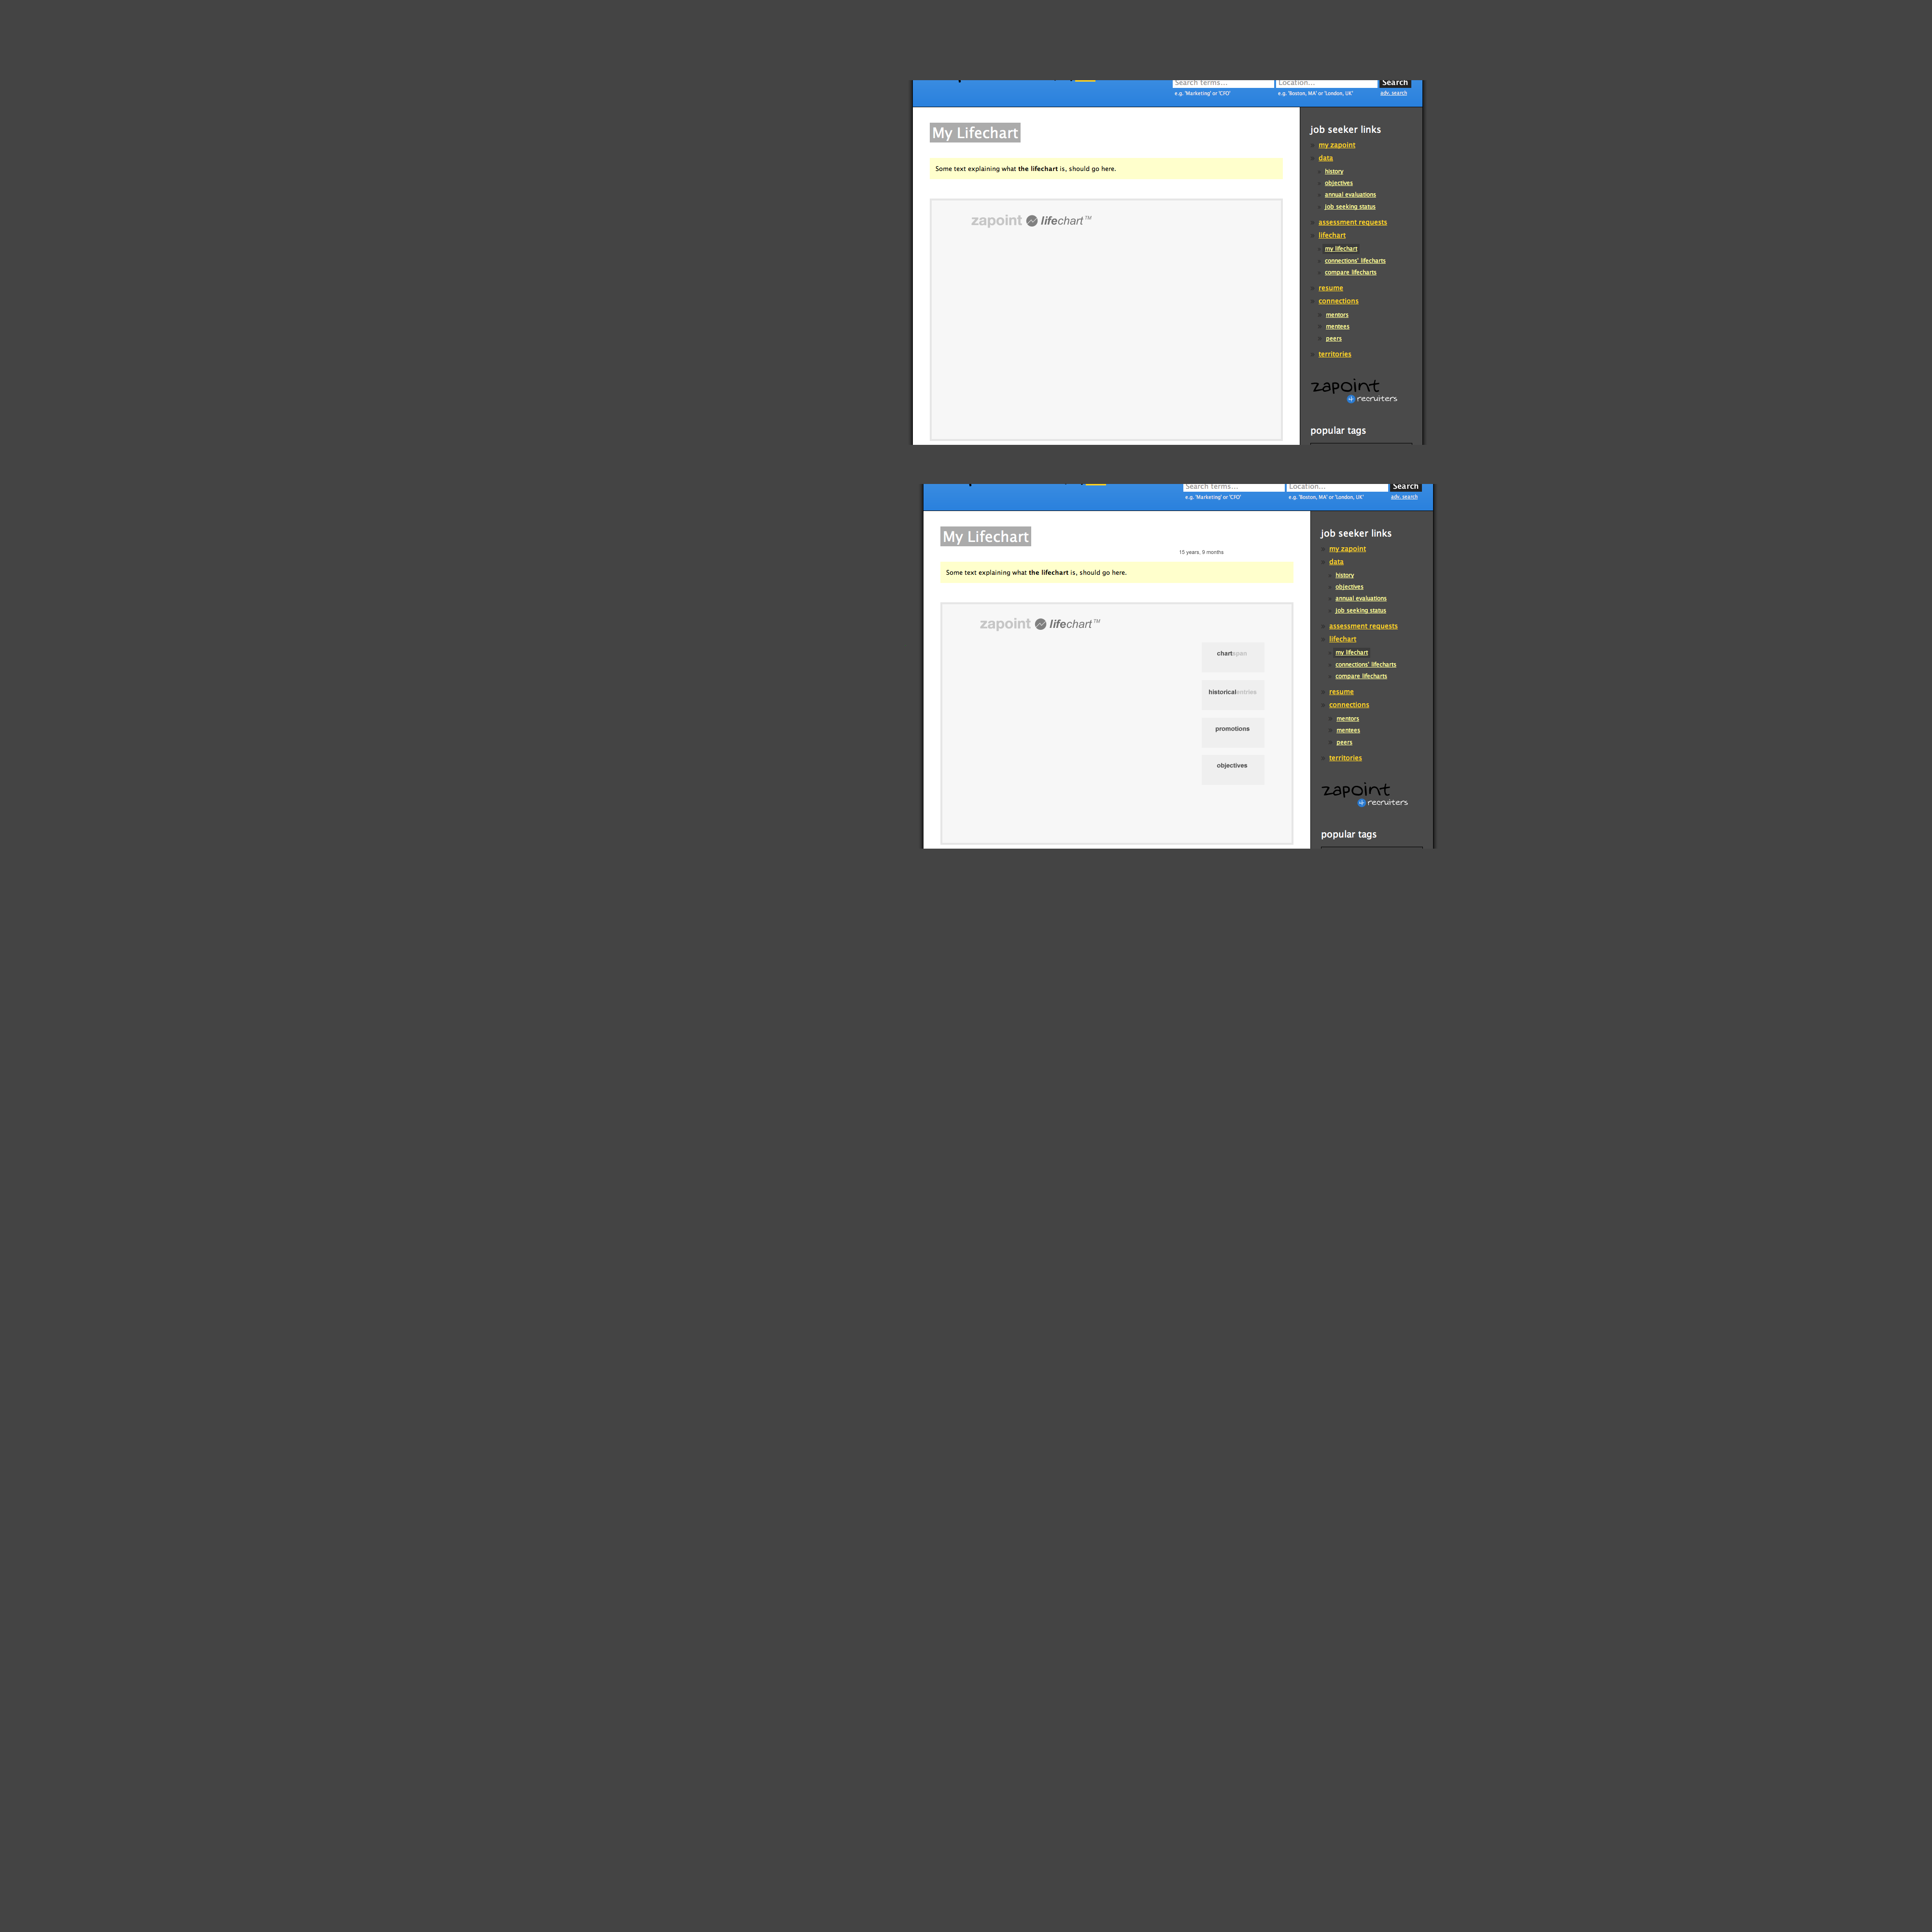 Search terms... Location... Search
e.g. 'Marketing' or 'CFO' e.g. 'Boston, MA' or 'London, UK' adv. search
My Lifechart
Some text explaining what the lifechart is, should go here.
zapoint lifechart™
job seeker links
my zapoint
data
history
objectives
annual evaluations
job seeking status
assessment requests
lifechart
my lifechart
connections' lifecharts
compare lifecharts
resume
connections
mentors
mentees
peers
territories
zapoint
4 recruiters
popular tags
Search terms... Location... Search
e.g. 'Marketing' or 'CFO' e.g. 'Boston, MA' or 'London, UK' adv. search
My Lifechart
15 years, 9 months
Some text explaining what the lifechart is, should go here.
zapoint lifechart™
chartspan
historicalentries
promotions
objectives
job seeker links
my zapoint
data
history
objectives
annual evaluations
job seeking status
assessment requests
lifechart
my lifechart
connections' lifecharts
compare lifecharts
resume
connections
mentors
mentees
peers
territories
zapoint
4 recruiters
popular tags